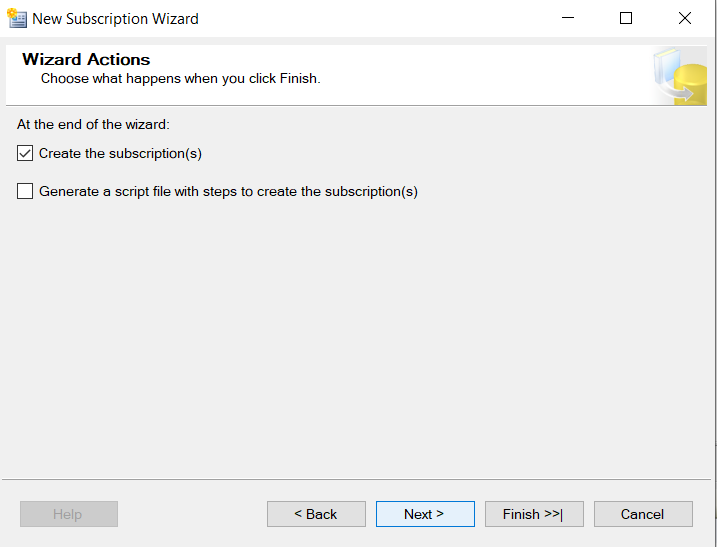 New Subscription Wizard
Wizard Actions
Choose what happens when you click Finish.
At the end of the wizard:
Create the subscription(s)
Generate a script file with steps to create the subscription(s)
Help
< Back
Next >
Finish >>|
Cancel